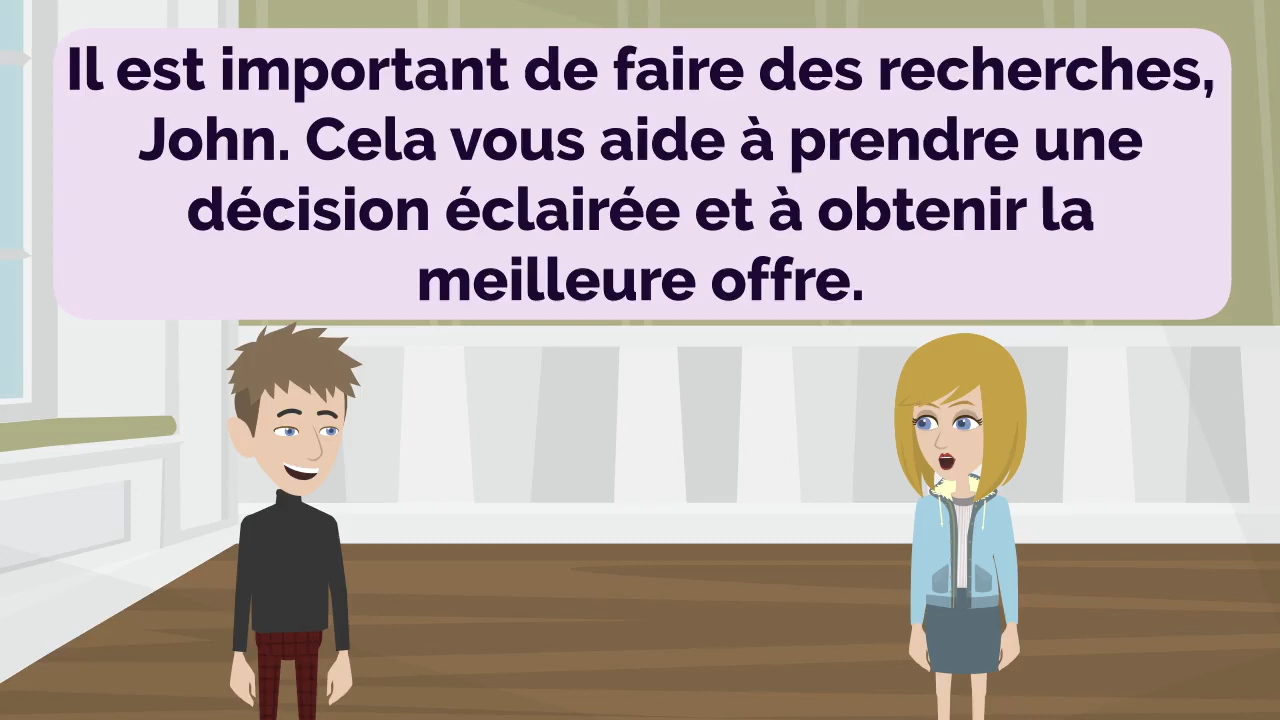 Il est important de faire des recherches,
John. Cela vous aide à prendre une
décision éclairée et à obtenir la
meilleure offre.